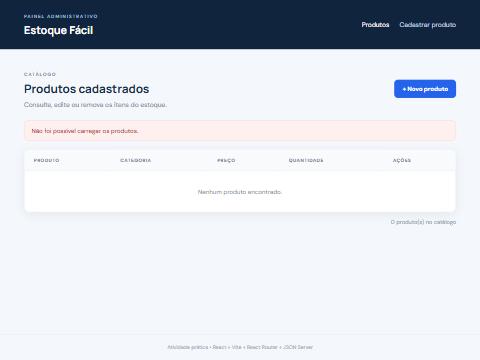 PAINEL ADMINISTRATIVO
Estoque Fácil
Produtos Cadastrar produto
CATÁLOGO
Produtos cadastrados
Consulte, edite ou remova os itens do estoque.
+ Novo produto
Não foi possível carregar os produtos.
PRODUTO CATEGORIA PREÇO QUANTIDADE AÇÕES
Nenhum produto encontrado.
0 produto(s) no catálogo
Atividade prática • React + Vite + React Router + JSON Server